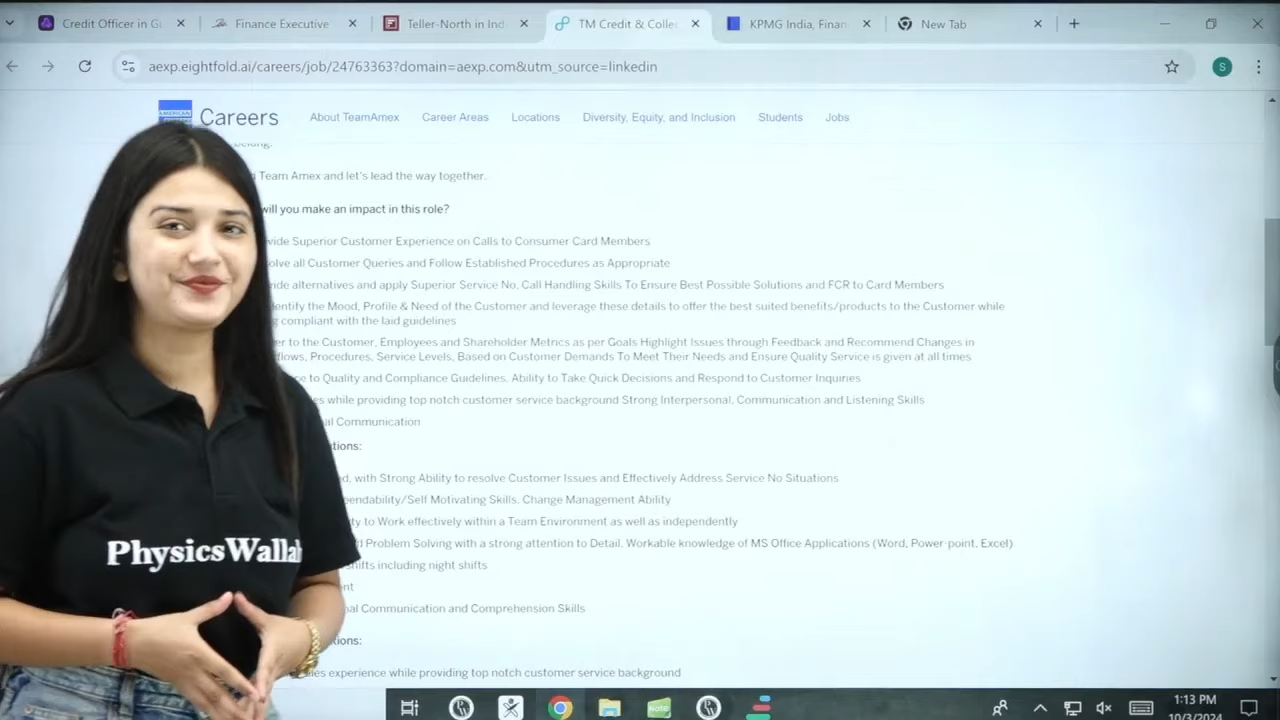 Credit Officer in Gu
Finance Executive
Teller-North in Indi
TM Credit & Collec
KPMG India, Finan
New Tab
aexp.eightfold.ai/careers/job/24763363?domain=aexp.com&utm_source=linkedin
S
Careers
About TeamAmex
Career Areas
Locations
Diversity, Equity, and Inclusion
Students
Jobs
belong.
Team Amex and let's lead the way together.
will you make an impact in this role?
vide Superior Customer Experience on Calls to Consumer Card Members
olve all Customer Queries and Follow Established Procedures as Appropriate
vide alternatives and apply Superior Service No, Call Handling Skills To Ensure Best Possible Solutions and FCR to Card Members
dentify the Mood, Profile & Need of the Customer and leverage these details to offer the best suited benefits/products to the Customer while
g compliant with the laid guidelines
er to the Customer, Employees and Shareholder Metrics as per Goals Highlight Issues through Feedback and Recommend Changes in
flows, Procedures, Service Levels, Based on Customer Demands To Meet Their Needs and Ensure Quality Service is given at all times
ce to Quality and Compliance Guidelines, Ability to Take Quick Decisions and Respond to Customer Inquiries
es while providing top notch customer service background Strong Interpersonal, Communication and Listening Skills
al Communication
tions:
d, with Strong Ability to resolve Customer Issues and Effectively Address Service No Situations
pendability/Self Motivating Skills, Change Management Ability
ty to Work effectively within a Team Environment as well as independently
d Problem Solving with a strong attention to Detail. Workable knowledge of MS Office Applications (Word, Power-point, Excel)
shifts including night shifts
nt
nal Communication and Comprehension Skills
tions:
les experience while providing top notch customer service background
PhysicsWallah
1:13 PM
10/3/2024